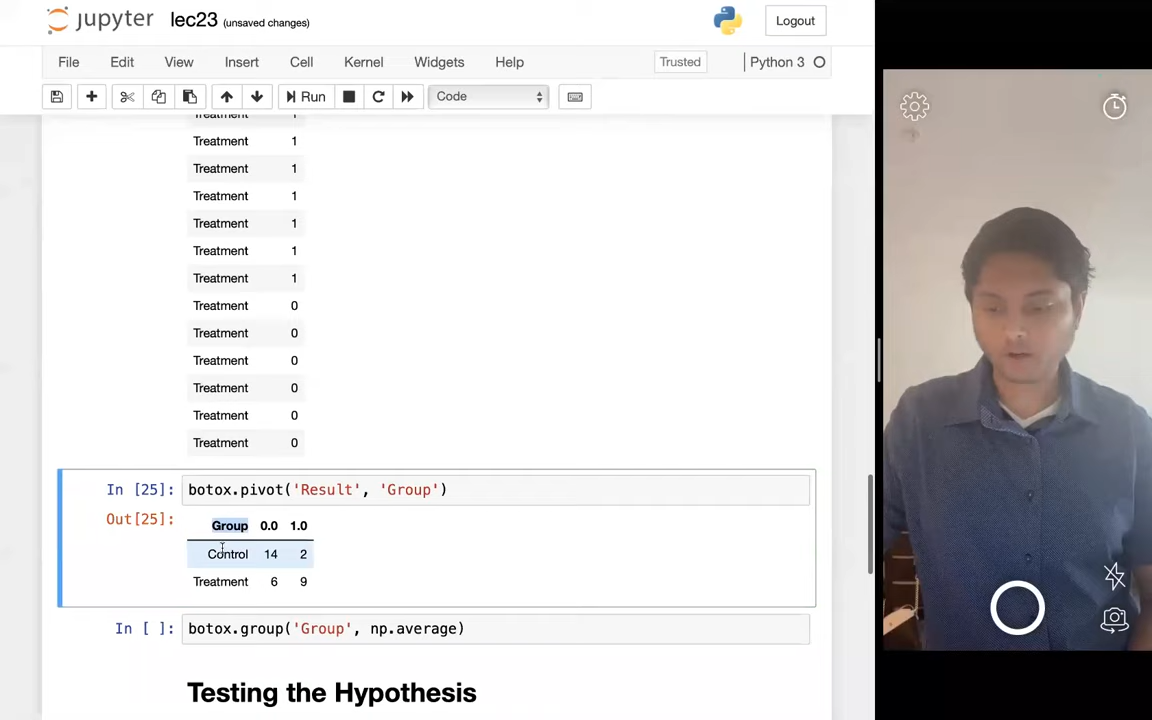 jupyter lec23 (unsaved changes) Logout
File Edit View Insert Cell Kernel Widgets Help Trusted Python 3
Run Code
Treatment 1
Treatment 1
Treatment 1
Treatment 1
Treatment 1
Treatment 1
Treatment 1
Treatment 0
Treatment 0
Treatment 0
Treatment 0
Treatment 0
Treatment 0
In [25]: botox.pivot('Result', 'Group')
Out[25]: Group 0.0 1.0
Control 14 2
Treatment 6 9
In [ ]: botox.group('Group', np.average)
Testing the Hypothesis